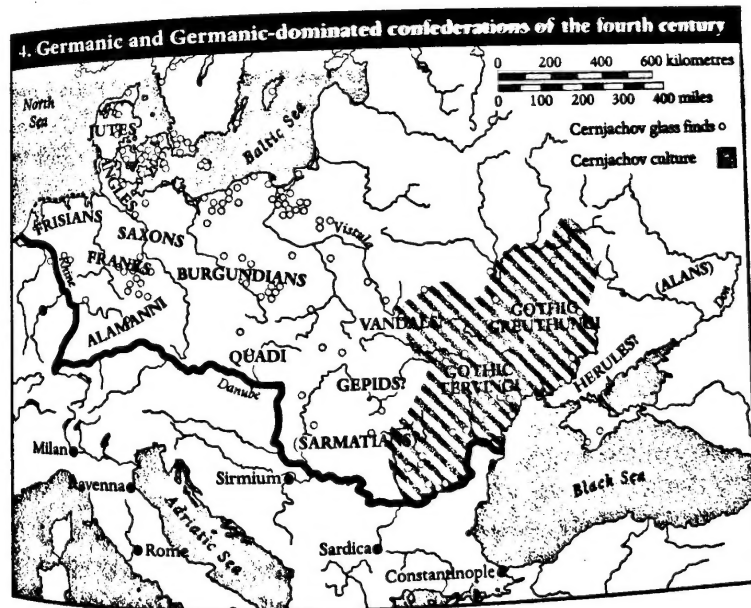 4. Germanic and Germanic-dominated confederations of the fourth century
0 200 400 600 kilometres
0 100 200 300 400 miles
Cernjachov glass finds
Cernjachov culture
North
Sea
JUTES
Baltic Sea
ANGLES
FRISIANS
SAXONS
Vistula
FRANKS
Rhine
BURGUNDIANS
(ALANS)
Don
ALAMANNI
VANDALS?
GOTHIC
GREUTHUNGI
QUADI
GEPIDS?
GOTHIC
TERVINGI
HERULES?
Danube
(SARMATIANS)
Milan
Ravenna
Sirmium
Black Sea
Adriatic Sea
Rome
Sardica
Constantinople